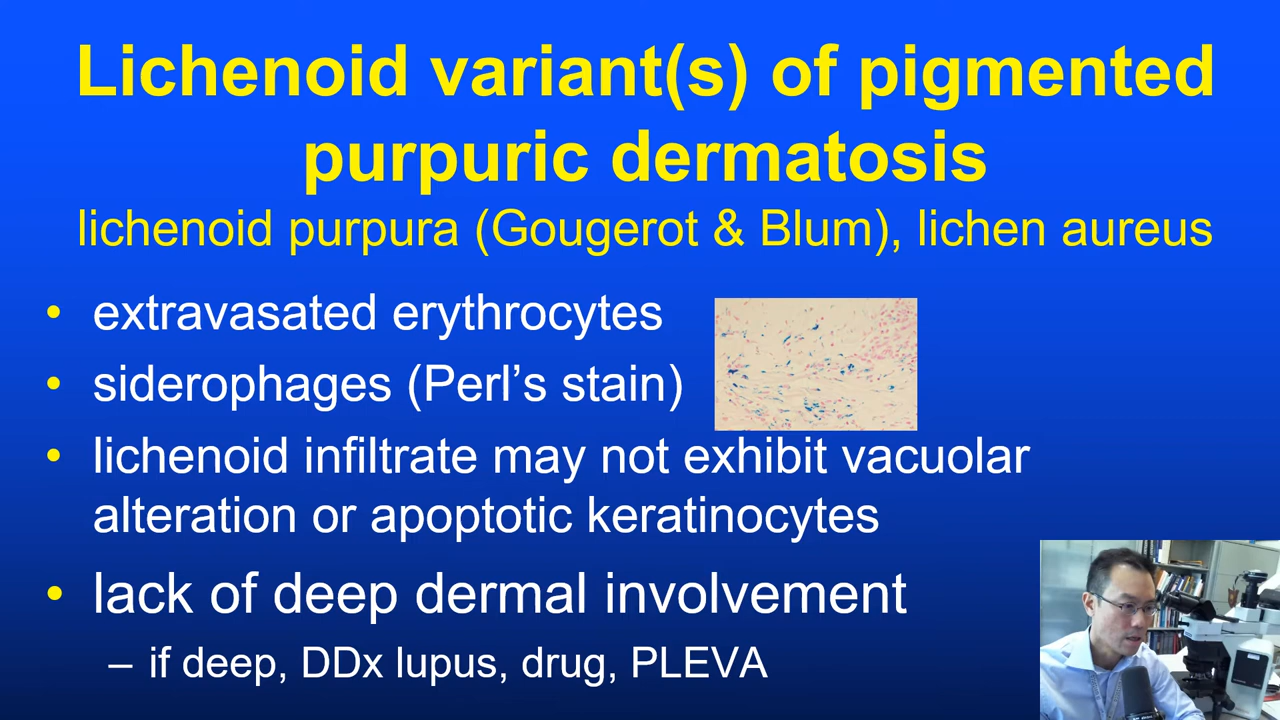 Lichenoid variant(s) of pigmented
purpuric dermatosis
lichenoid purpura (Gougerot & Blum), lichen aureus
• extravasated erythrocytes
• siderophages (Perl’s stain)
• lichenoid infiltrate may not exhibit vacuolar
alteration or apoptotic keratinocytes
• lack of deep dermal involvement
– if deep, DDx lupus, drug, PLEVA